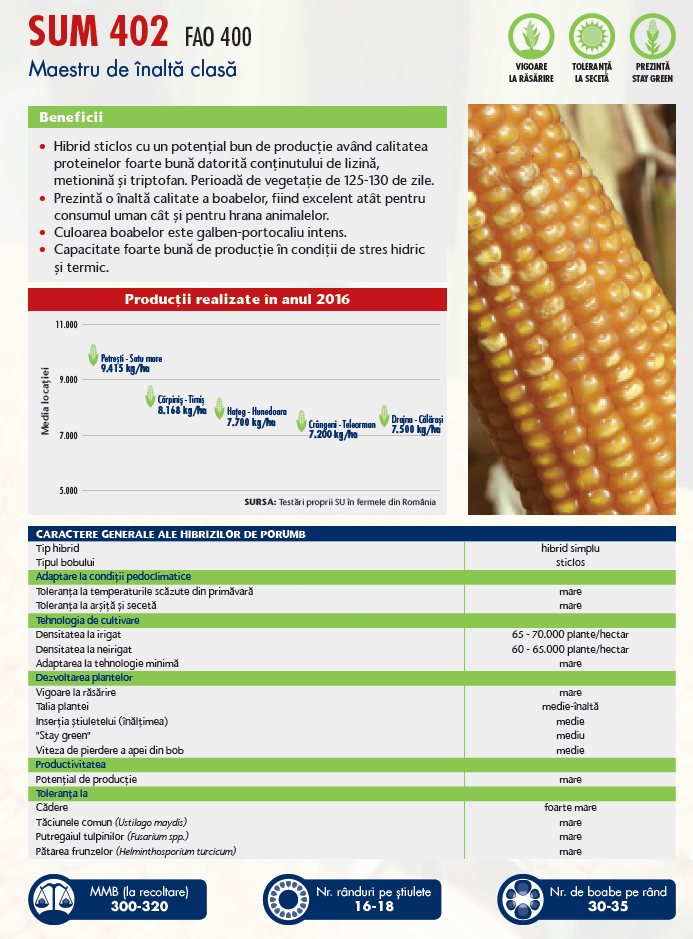 SUM 402 FAO 400
Maestru de înaltă clasă
VIGOARE
LA RĂSĂRIRE
TOLERANȚĂ
LA SECETĂ
PREZINTĂ
STAY GREEN
Beneficii
• Hibrid sticlos cu un potențial bun de producție având calitatea
proteinelor foarte bună datorită conținutului de lizină,
metionină și triptofan. Perioadă de vegetație de 125-130 de zile.
• Prezintă o înaltă calitate a boabelor, fiind excelent atât pentru
consumul uman cât și pentru hrana animalelor.
• Culoarea boabelor este galben-portocaliu intens.
• Capacitate foarte bună de producție în condiții de stres hidric
și termic.
Producții realizate în anul 2016
Media locației
11.000
9.000
7.000
5.000
Petrești - Satu mare
9.415 kg/ha
Cărpiniș - Timiș
8.168 kg/ha
Hațeg - Hunedoara
7.700 kg/ha
Crângeni - Teleorman
7.200 kg/ha
Drajna - Călărași
7.500 kg/ha
SURSA: Testări proprii SU în fermele din România
CARACTERE GENERALE ALE HIBRIZILOR DE PORUMB
Tip hibrid hibrid simplu
Tipul bobului sticlos
Adaptare la condiții pedoclimatice
Toleranța la temperaturile scăzute din primăvară mare
Toleranța la arșiță și secetă mare
Tehnologia de cultivare
Densitatea la irigat 65 - 70.000 plante/hectar
Densitatea la neirigat 60 - 65.000 plante/hectar
Adaptarea la tehnologie minimă mare
Dezvoltarea plantelor
Vigoare la răsărire mare
Talia plantei medie-înaltă
Inserția știuletelui (înălțimea) medie
"Stay green" mediu
Viteza de pierdere a apei din bob medie
Productivitatea
Potențial de producție mare
Toleranța la
Cădere foarte mare
Tăciunele comun (Ustilago maydis) mare
Putregaiul tulpinilor (Fusarium spp.) mare
Pătarea frunzelor (Helminthosporium turcicum) mare
MMB (la recoltare)
300-320
Nr. rânduri pe știulete
16-18
Nr. de boabe pe rând
30-35